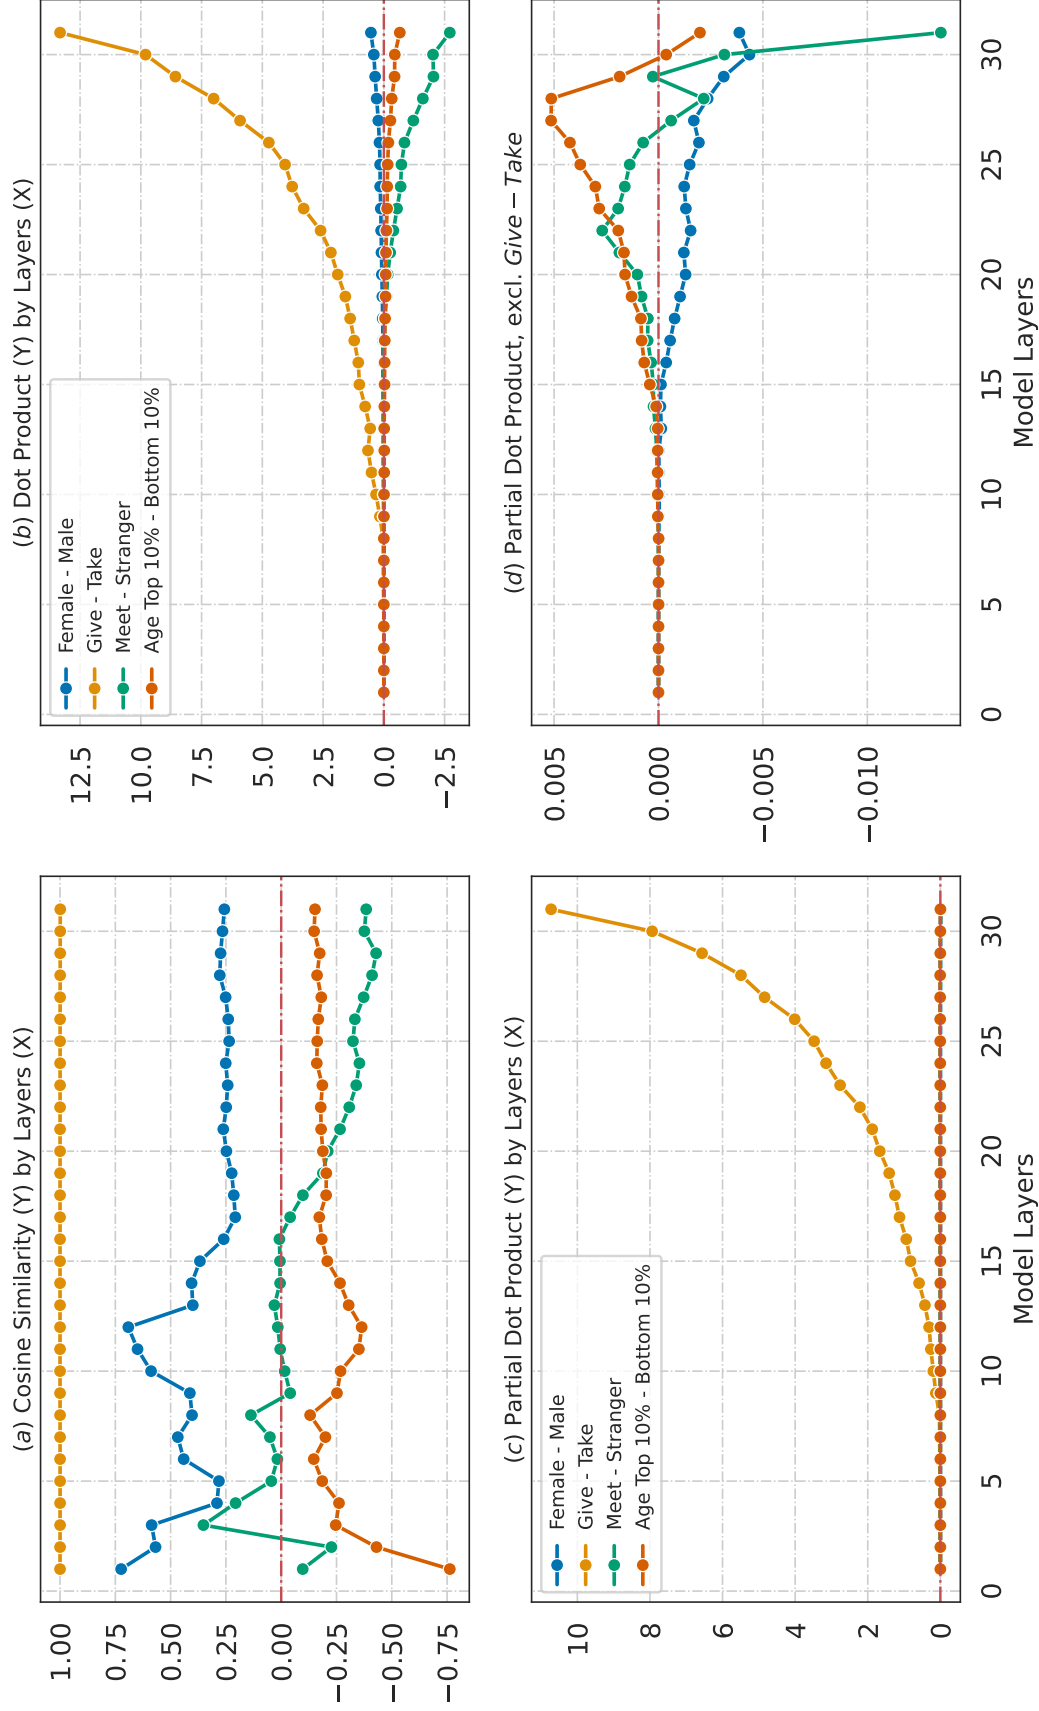 (a) Cosine Similarity (Y) by Layers (X)
1.00
0.75
0.50
0.25
0.00
−0.25
−0.50
−0.75
(b) Dot Product (Y) by Layers (X)
12.5
10.0
7.5
5.0
2.5
0.0
−2.5
Female - Male
Give - Take
Meet - Stranger
Age Top 10% - Bottom 10%
(c) Partial Dot Product (Y) by Layers (X)
10
8
6
4
2
0
Female - Male
Give - Take
Meet - Stranger
Age Top 10% - Bottom 10%
0 5 10 15 20 25 30
Model Layers
(d) Partial Dot Product, excl. Give − Take
0.005
0.000
−0.005
−0.010
0 5 10 15 20 25 30
Model Layers